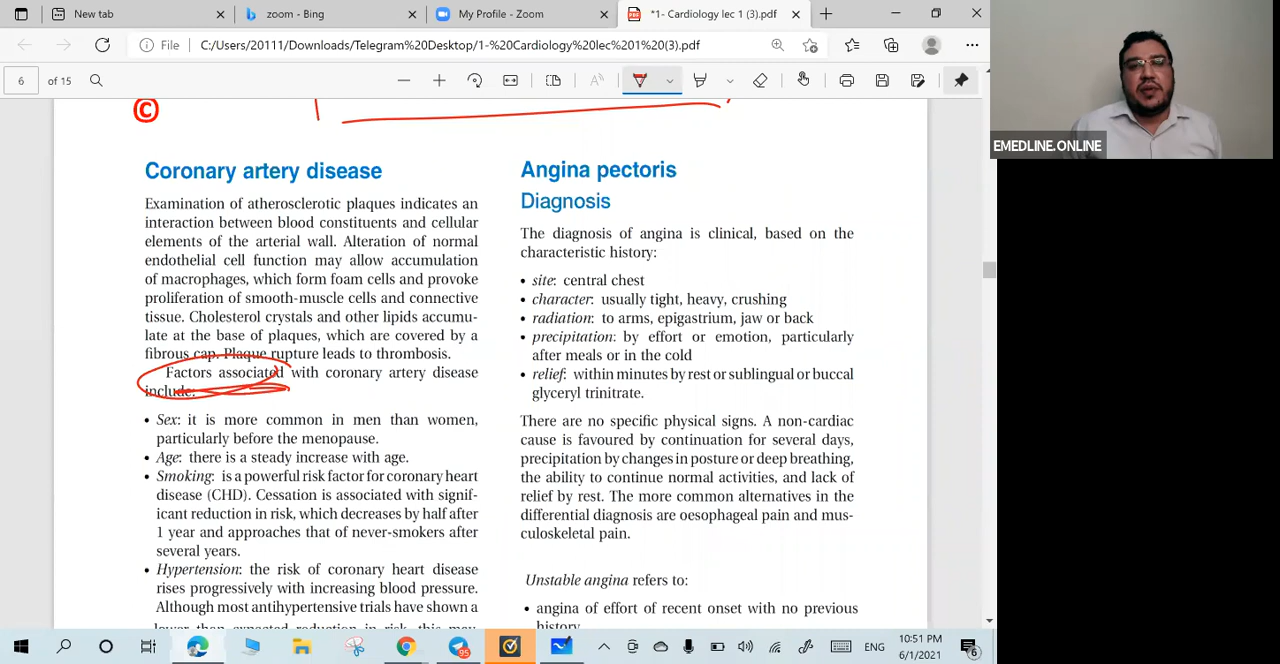 New tab
zoom - Bing
My Profile - Zoom
*1- Cardiology lec 1 (3).pdf
File
C:/Users/20111/Downloads/Telegram%20Desktop/1-%20Cardiology%20lec%201%20(3).pdf
6 of 15
©
Coronary artery disease
Examination of atherosclerotic plaques indicates an
interaction between blood constituents and cellular
elements of the arterial wall. Alteration of normal
endothelial cell function may allow accumulation
of macrophages, which form foam cells and provoke
proliferation of smooth-muscle cells and connective
tissue. Cholesterol crystals and other lipids accumu-
late at the base of plaques, which are covered by a
fibrous cap. Plaque rupture leads to thrombosis.
Factors associated with coronary artery disease
include:
• Sex: it is more common in men than women,
particularly before the menopause.
• Age: there is a steady increase with age.
• Smoking: is a powerful risk factor for coronary heart
disease (CHD). Cessation is associated with signif-
icant reduction in risk, which decreases by half after
1 year and approaches that of never-smokers after
several years.
• Hypertension: the risk of coronary heart disease
rises progressively with increasing blood pressure.
Although most antihypertensive trials have shown a
lower than expected reduction in risk, this may
Angina pectoris
Diagnosis
The diagnosis of angina is clinical, based on the
characteristic history:
• site: central chest
• character: usually tight, heavy, crushing
• radiation: to arms, epigastrium, jaw or back
• precipitation: by effort or emotion, particularly
after meals or in the cold
• relief: within minutes by rest or sublingual or buccal
glyceryl trinitrate.
There are no specific physical signs. A non-cardiac
cause is favoured by continuation for several days,
precipitation by changes in posture or deep breathing,
the ability to continue normal activities, and lack of
relief by rest. The more common alternatives in the
differential diagnosis are oesophageal pain and mus-
culoskeletal pain.
Unstable angina refers to:
• angina of effort of recent onset with no previous
history
EMEDLINE.ONLINE
95
ENG
10:51 PM
6/1/2021
6